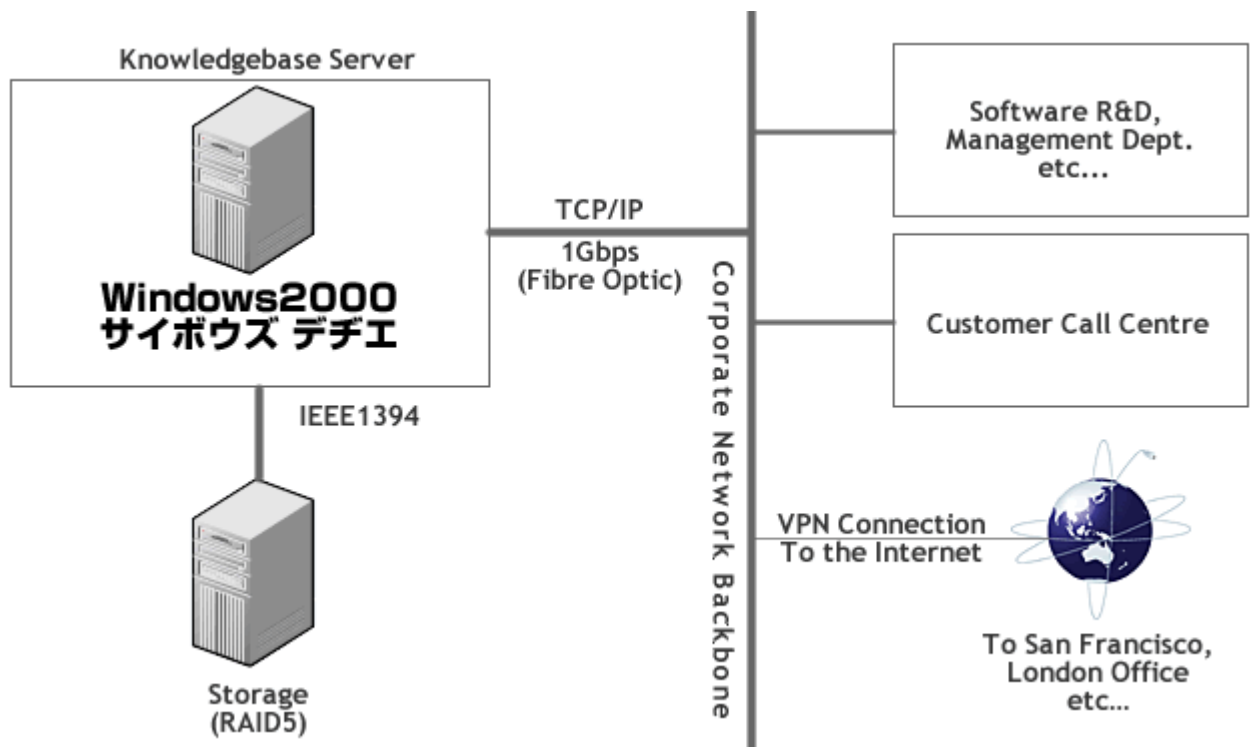 Knowledgebase Server
Windows2000
サイボウズ デヂエ
IEEE1394
Storage
(RAID5)
TCP/IP
1Gbps
(Fibre Optic)
Corporate Network Backbone
Software R&D,
Management Dept.
etc...
Customer Call Centre
VPN Connection
To the Internet
To San Francisco,
London Office
etc...